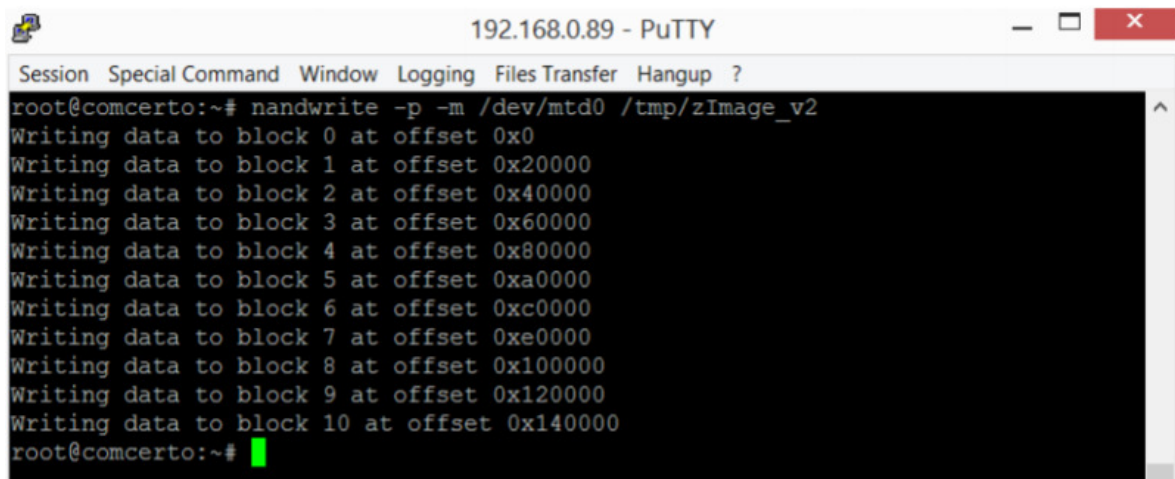 192.168.0.89 - PuTTY
Session Special Command Window Logging Files Transfer Hangup ?
root@comcerto:~# nandwrite -p -m /dev/mtd0 /tmp/zImage_v2
Writing data to block 0 at offset 0x0
Writing data to block 1 at offset 0x20000
Writing data to block 2 at offset 0x40000
Writing data to block 3 at offset 0x60000
Writing data to block 4 at offset 0x80000
Writing data to block 5 at offset 0xa0000
Writing data to block 6 at offset 0xc0000
Writing data to block 7 at offset 0xe0000
Writing data to block 8 at offset 0x100000
Writing data to block 9 at offset 0x120000
Writing data to block 10 at offset 0x140000
root@comcerto:~#